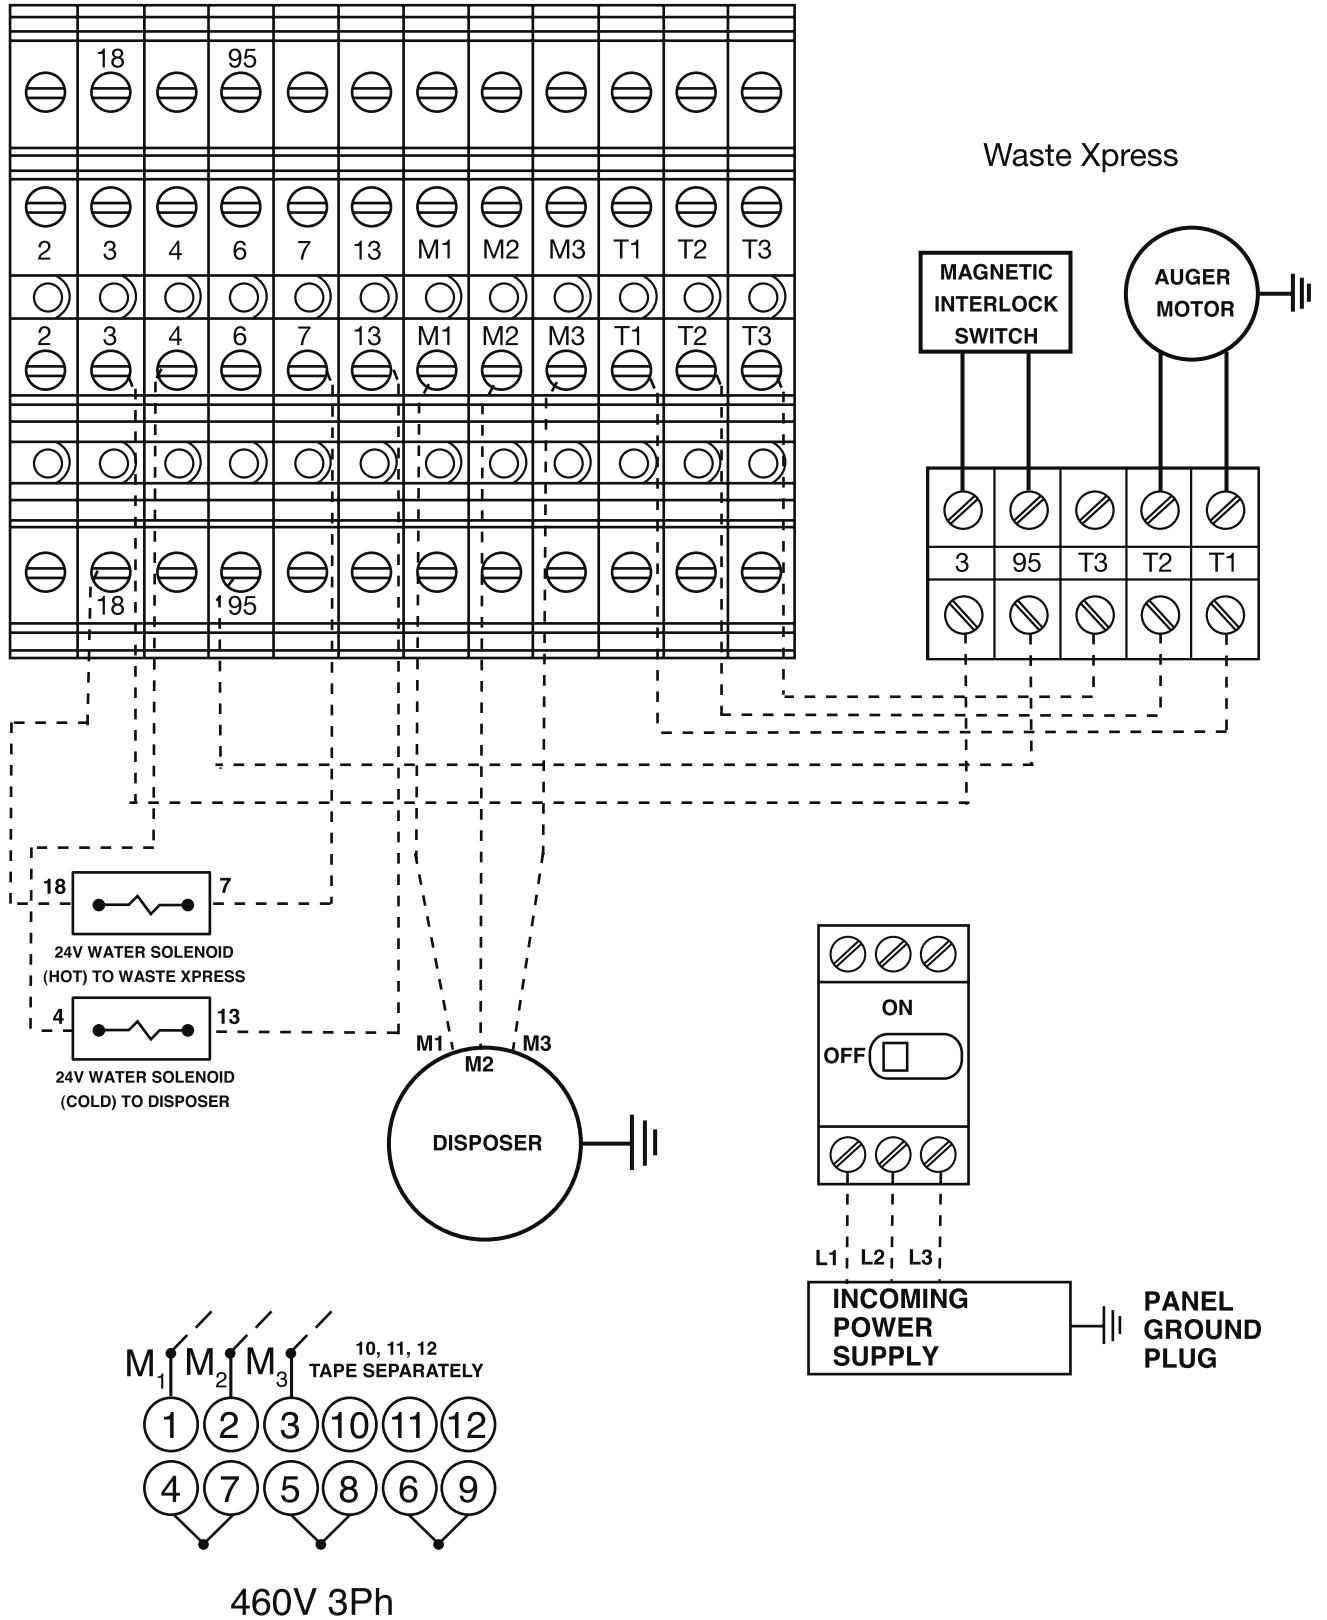 18 95
2 3 4 6 7 13 M1 M2 M3 T1 T2 T3
2 3 4 6 7 13 M1 M2 M3 T1 T2 T3
18 95
Waste Xpress
MAGNETIC
INTERLOCK
SWITCH
AUGER
MOTOR
3 95 T3 T2 T1
18 7
24V WATER SOLENOID
(HOT) TO WASTE XPRESS
4 13
24V WATER SOLENOID
(COLD) TO DISPOSER
M1 M2 M3
DISPOSER
ON
OFF
L1 L2 L3
INCOMING
POWER
SUPPLY
PANEL
GROUND
PLUG
M1 M2 M3
10, 11, 12
TAPE SEPARATELY
1 2 3 10 11 12
4 7 5 8 6 9
460V 3Ph